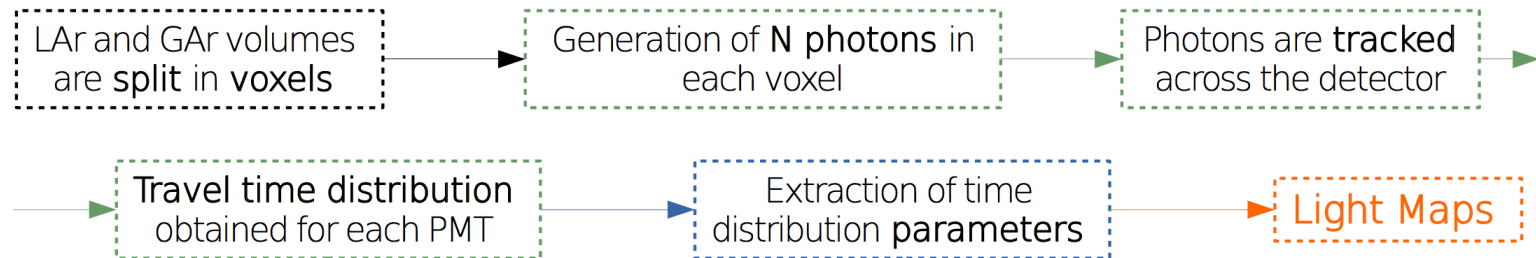 LAr and GAr volumes
are split in voxels
Generation of N photons in
each voxel
Photons are tracked
across the detector
Travel time distribution
obtained for each PMT
Extraction of time
distribution parameters
Light Maps